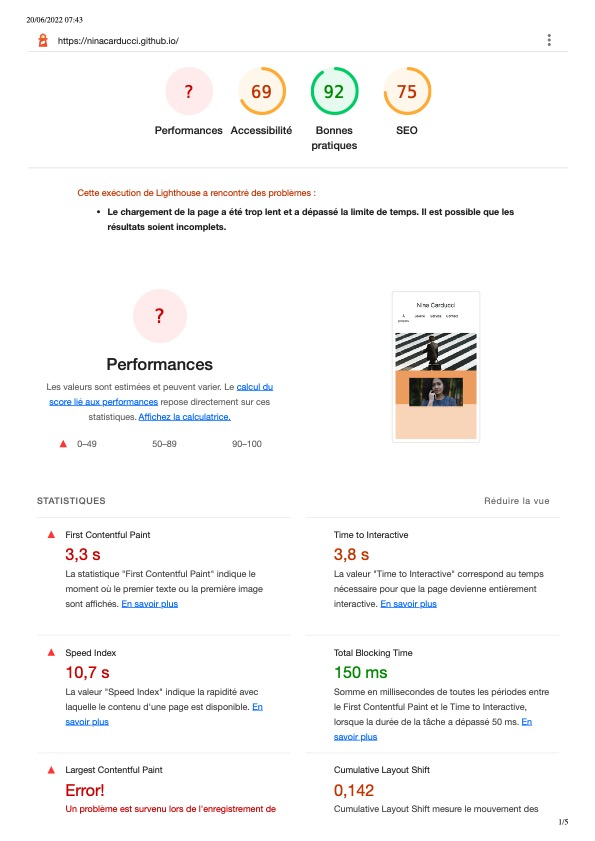 20/06/2022 07:43
https://ninacarducci.github.io/
? 69 92 75
Performances Accessibilité Bonnes pratiques SEO
Cette exécution de Lighthouse a rencontré des problèmes :
• Le chargement de la page a été trop lent et a dépassé la limite de temps. Il est possible que les
résultats soient incomplets.
?
Performances
Les valeurs sont estimées et peuvent varier. Le calcul du
score lié aux performances repose directement sur ces
statistiques. Affichez la calculatrice.
0–49 50–89 90–100
Nina Carducci
STATISTIQUES
Réduire la vue
First Contentful Paint
3,3 s
La statistique "First Contentful Paint" indique le
moment où le premier texte ou la première image
sont affichés. En savoir plus
Time to Interactive
3,8 s
La valeur "Time to Interactive" correspond au temps
nécessaire pour que la page devienne entièrement
interactive. En savoir plus
Speed Index
10,7 s
La valeur "Speed Index" indique la rapidité avec
laquelle le contenu d'une page est disponible. En
savoir plus
Total Blocking Time
150 ms
Somme en millisecondes de toutes les périodes entre
le First Contentful Paint et le Time to Interactive,
lorsque la durée de la tâche a dépassé 50 ms. En
savoir plus
Largest Contentful Paint
Error!
Un problème est survenu lors de l'enregistrement de
Cumulative Layout Shift
0,142
Cumulative Layout Shift mesure le mouvement des
1/5